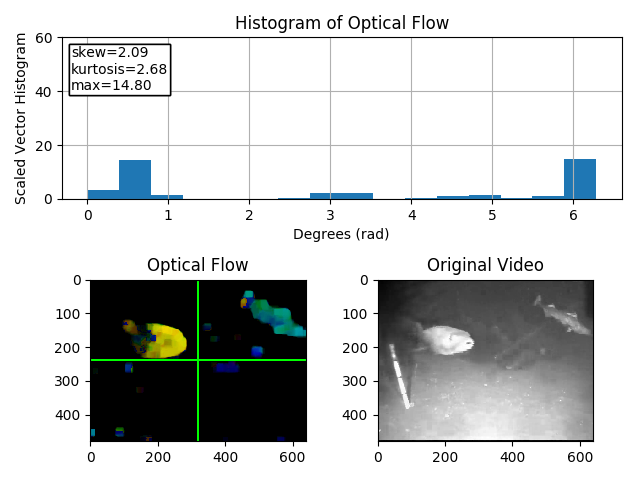 Histogram of Optical Flow
Scaled Vector Histogram
60
40
20
0
skew=2.09
kurtosis=2.68
max=14.80
0 1 2 3 4 5 6
Degrees (rad)
Optical Flow
0
100
200
300
400
0 200 400 600
Original Video
0
100
200
300
400
0 200 400 600